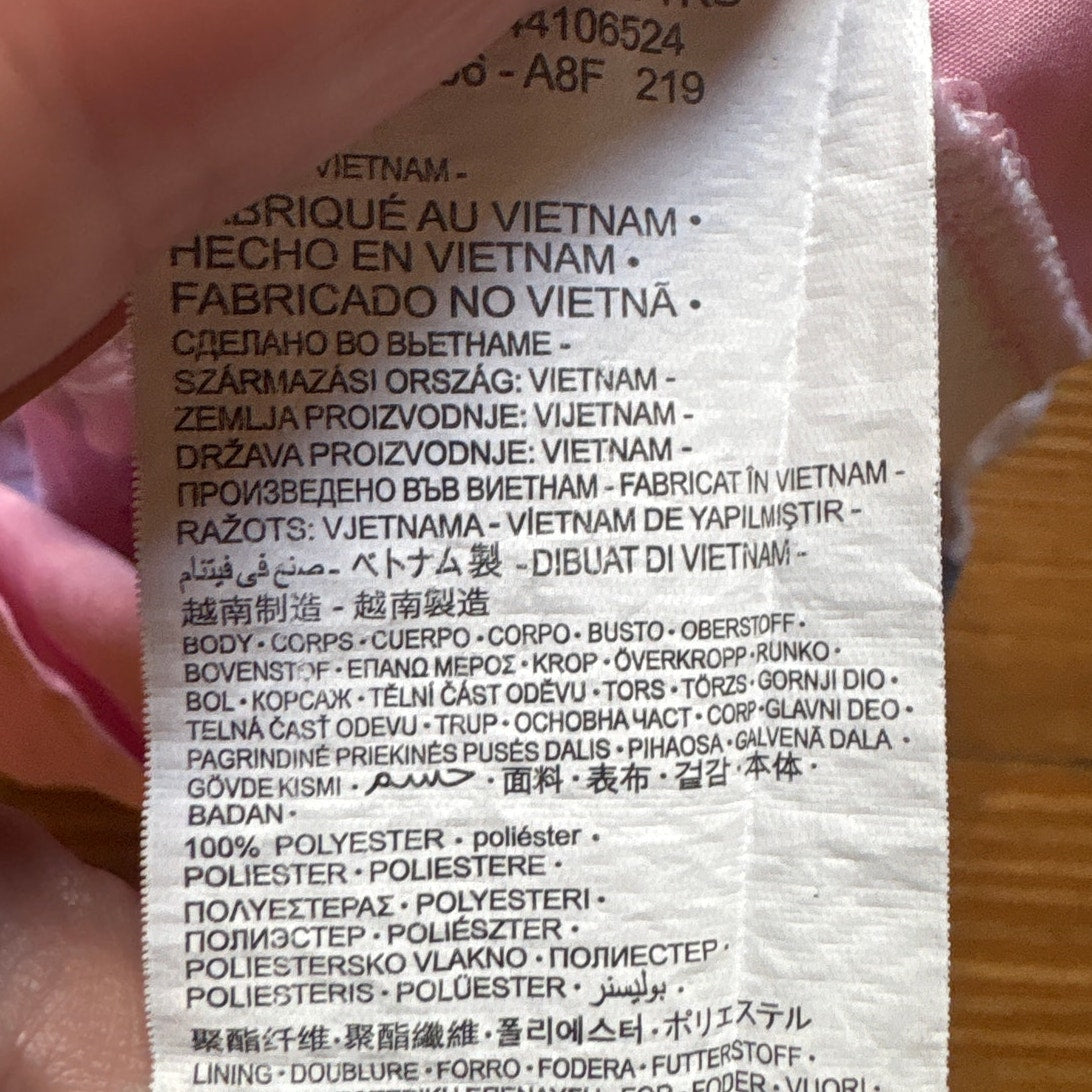 4106524
- A8F 219
VIETNAM -
BRIQUÉ AU VIETNAM •
HECHO EN VIETNAM •
FABRICADO NO VIETNÃ •
СДЕЛАНО ВО ВЬЕТНАМЕ -
SZÁRMAZÁSI ORSZÁG: VIETNAM -
ZEMLJA PROIZVODNJE: VIJETNAM -
DRŽAVA PROIZVODNJE: VIETNAM -
ПРОИЗВЕДЕНО ВЪВ ВИЕТНАМ - FABRICAT ÎN VIETNAM -
RAŽOTS: VJETNAMA - VİETNAM DE YAPILMIŞTIR -
صنع في فيتنام - ベトナム製 - DIBUAT DI VIETNAM -
越南制造 - 越南製造
BODY • CORPS • CUERPO • CORPO • BUSTO • OBERSTOFF •
BOVENSTOF • ΕΠΑΝΩ ΜΕΡΟΣ • KROP • ÖVERKROPP • RUNKO •
BOL • КОРСАЖ • TĚLNÍ ČÁST ODĚVU • TORS • TÖRZS • GORNJI DIO •
TELNÁ ČASŤ ODEVU • TRUP • ОСНОВНА ЧАСТ • CORP • GLAVNI DEO •
PAGRINDINĖ PRIEKINĖS PUSĖS DALIS • PIHAOSA • GALVENĀ DALA •
GÖVDE KISMI • جسم • 面料 • 表布 • 겉감 • 本体 •
BADAN •
100% POLYESTER • poliéster •
POLIESTER • POLIESTERE •
ΠΟΛΥΕΣΤΕΡΑΣ • POLYESTERI •
ПОЛИЭСТЕР • POLIÉSZTER •
POLIESTERSKO VLAKNO • ПОЛИЕСТЕР •
POLIESTERIS • POLÜESTER • بوليستر •
聚酯纤维 • 聚酯纖維 • 폴리에스터 • ポリエステル
LINING • DOUBLURE • FORRO • FODERA • FUTTERSTOFF •
FODER • VUORI •